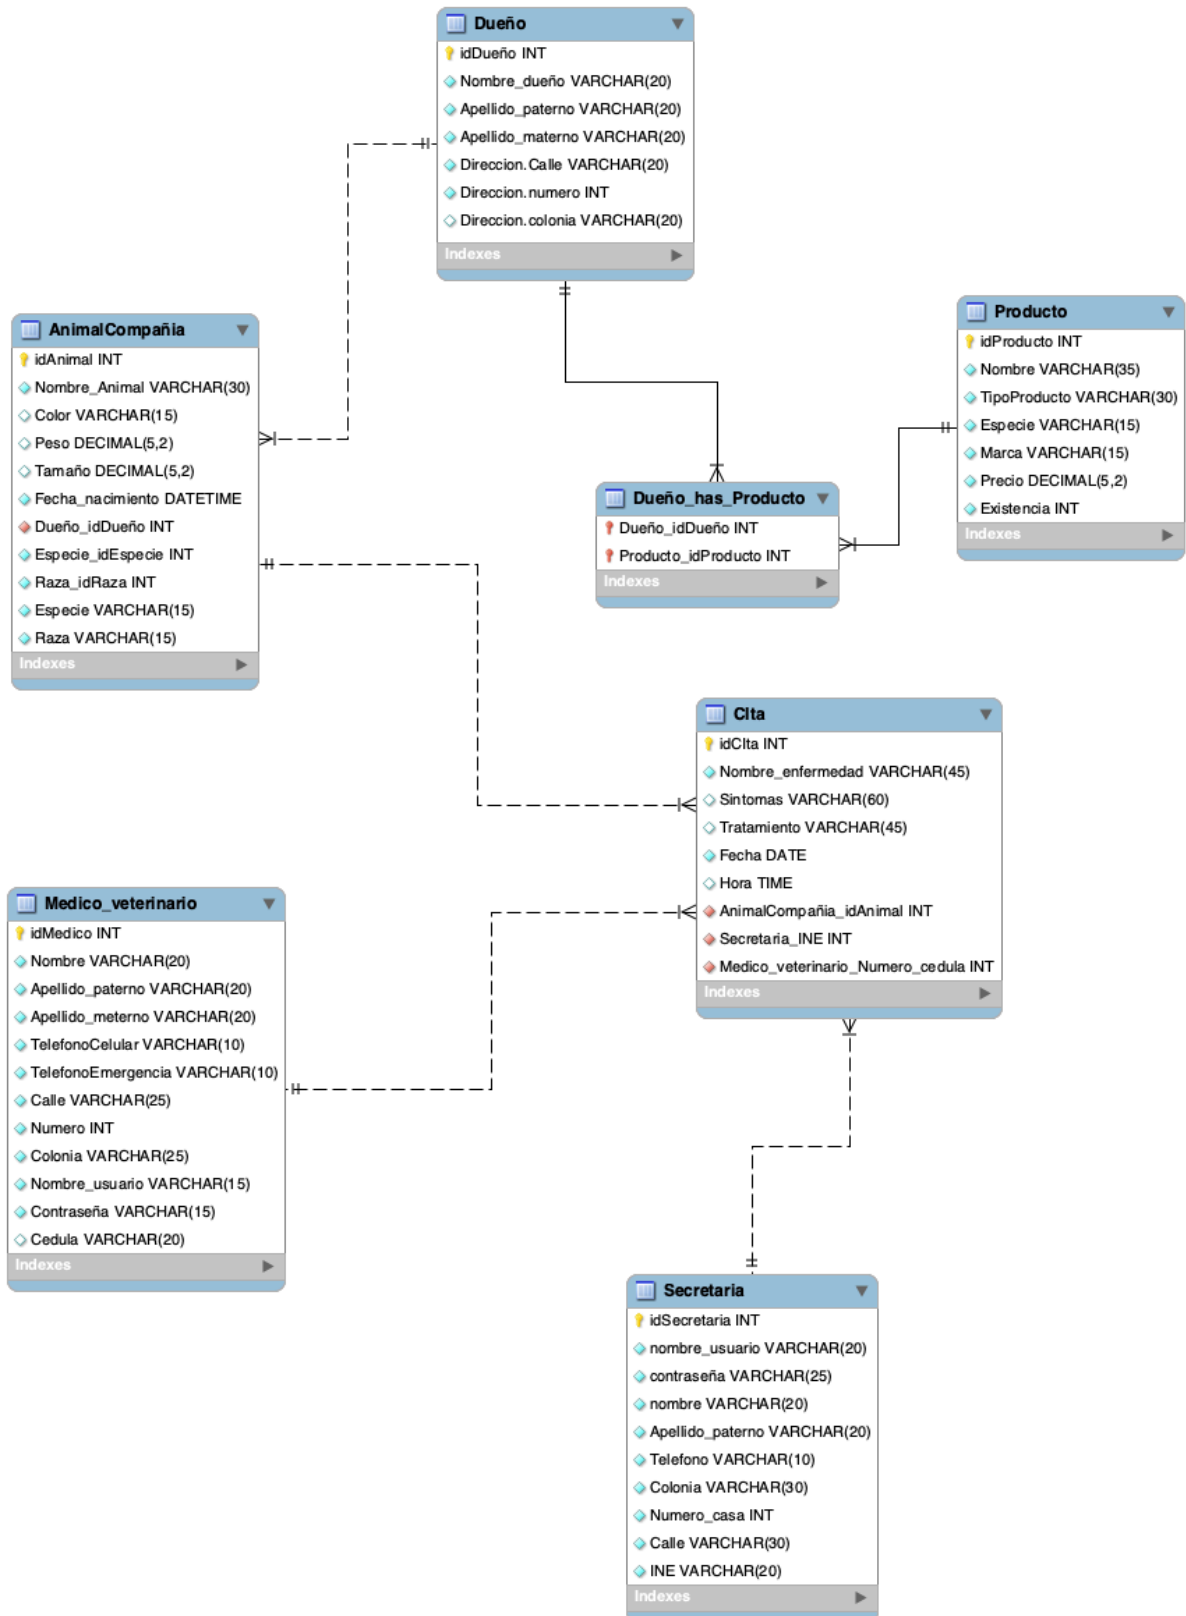 Dueño
idDueño INT
Nombre_dueño VARCHAR(20)
Apellido_paterno VARCHAR(20)
Apellido_materno VARCHAR(20)
Direccion.Calle VARCHAR(20)
Direccion.numero INT
Direccion.colonia VARCHAR(20)
Indexes
AnimalCompañia
idAnimal INT
Nombre_Animal VARCHAR(30)
Color VARCHAR(15)
Peso DECIMAL(5,2)
Tamaño DECIMAL(5,2)
Fecha_nacimiento DATETIME
Dueño_idDueño INT
Especie_idEspecie INT
Raza_idRaza INT
Especie VARCHAR(15)
Raza VARCHAR(15)
Indexes
Producto
idProducto INT
Nombre VARCHAR(35)
TipoProducto VARCHAR(30)
Especie VARCHAR(15)
Marca VARCHAR(15)
Precio DECIMAL(5,2)
Existencia INT
Indexes
Dueño_has_Producto
Dueño_idDueño INT
Producto_idProducto INT
Indexes
CIta
idCIta INT
Nombre_enfermedad VARCHAR(45)
Sintomas VARCHAR(60)
Tratamiento VARCHAR(45)
Fecha DATE
Hora TIME
AnimalCompañia_idAnimal INT
Secretaria_INE INT
Medico_veterinario_Numero_cedula INT
Indexes
Medico_veterinario
idMedico INT
Nombre VARCHAR(20)
Apellido_paterno VARCHAR(20)
Apellido_meterno VARCHAR(20)
TelefonoCelular VARCHAR(10)
TelefonoEmergencia VARCHAR(10)
Calle VARCHAR(25)
Numero INT
Colonia VARCHAR(25)
Nombre_usuario VARCHAR(15)
Contraseña VARCHAR(15)
Cedula VARCHAR(20)
Indexes
Secretaria
idSecretaria INT
nombre_usuario VARCHAR(20)
contraseña VARCHAR(25)
nombre VARCHAR(20)
Apellido_paterno VARCHAR(20)
Telefono VARCHAR(10)
Colonia VARCHAR(30)
Numero_casa INT
Calle VARCHAR(30)
INE VARCHAR(20)
Indexes